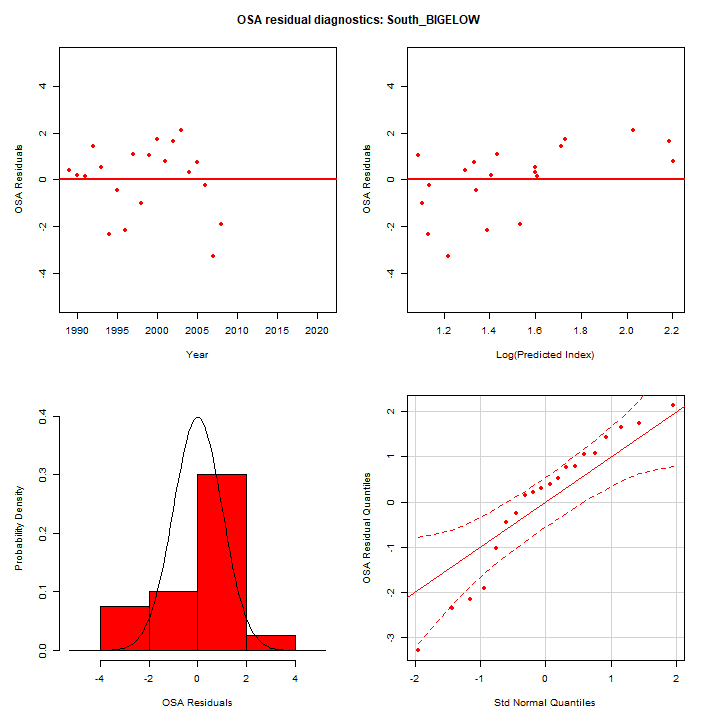 OSA residual diagnostics: South_BIGELOW
OSA Residuals
4
2
0
-2
-4
1990 1995 2000 2005 2010 2015 2020
Year
OSA Residuals
4
2
0
-2
-4
1.2 1.4 1.6 1.8 2.0 2.2
Log(Predicted Index)
Probability Density
0.4
0.3
0.2
0.1
0.0
-4 -2 0 2 4
OSA Residuals
OSA Residual Quantiles
2
1
0
-1
-2
-3
-2 -1 0 1 2
Std Normal Quantiles